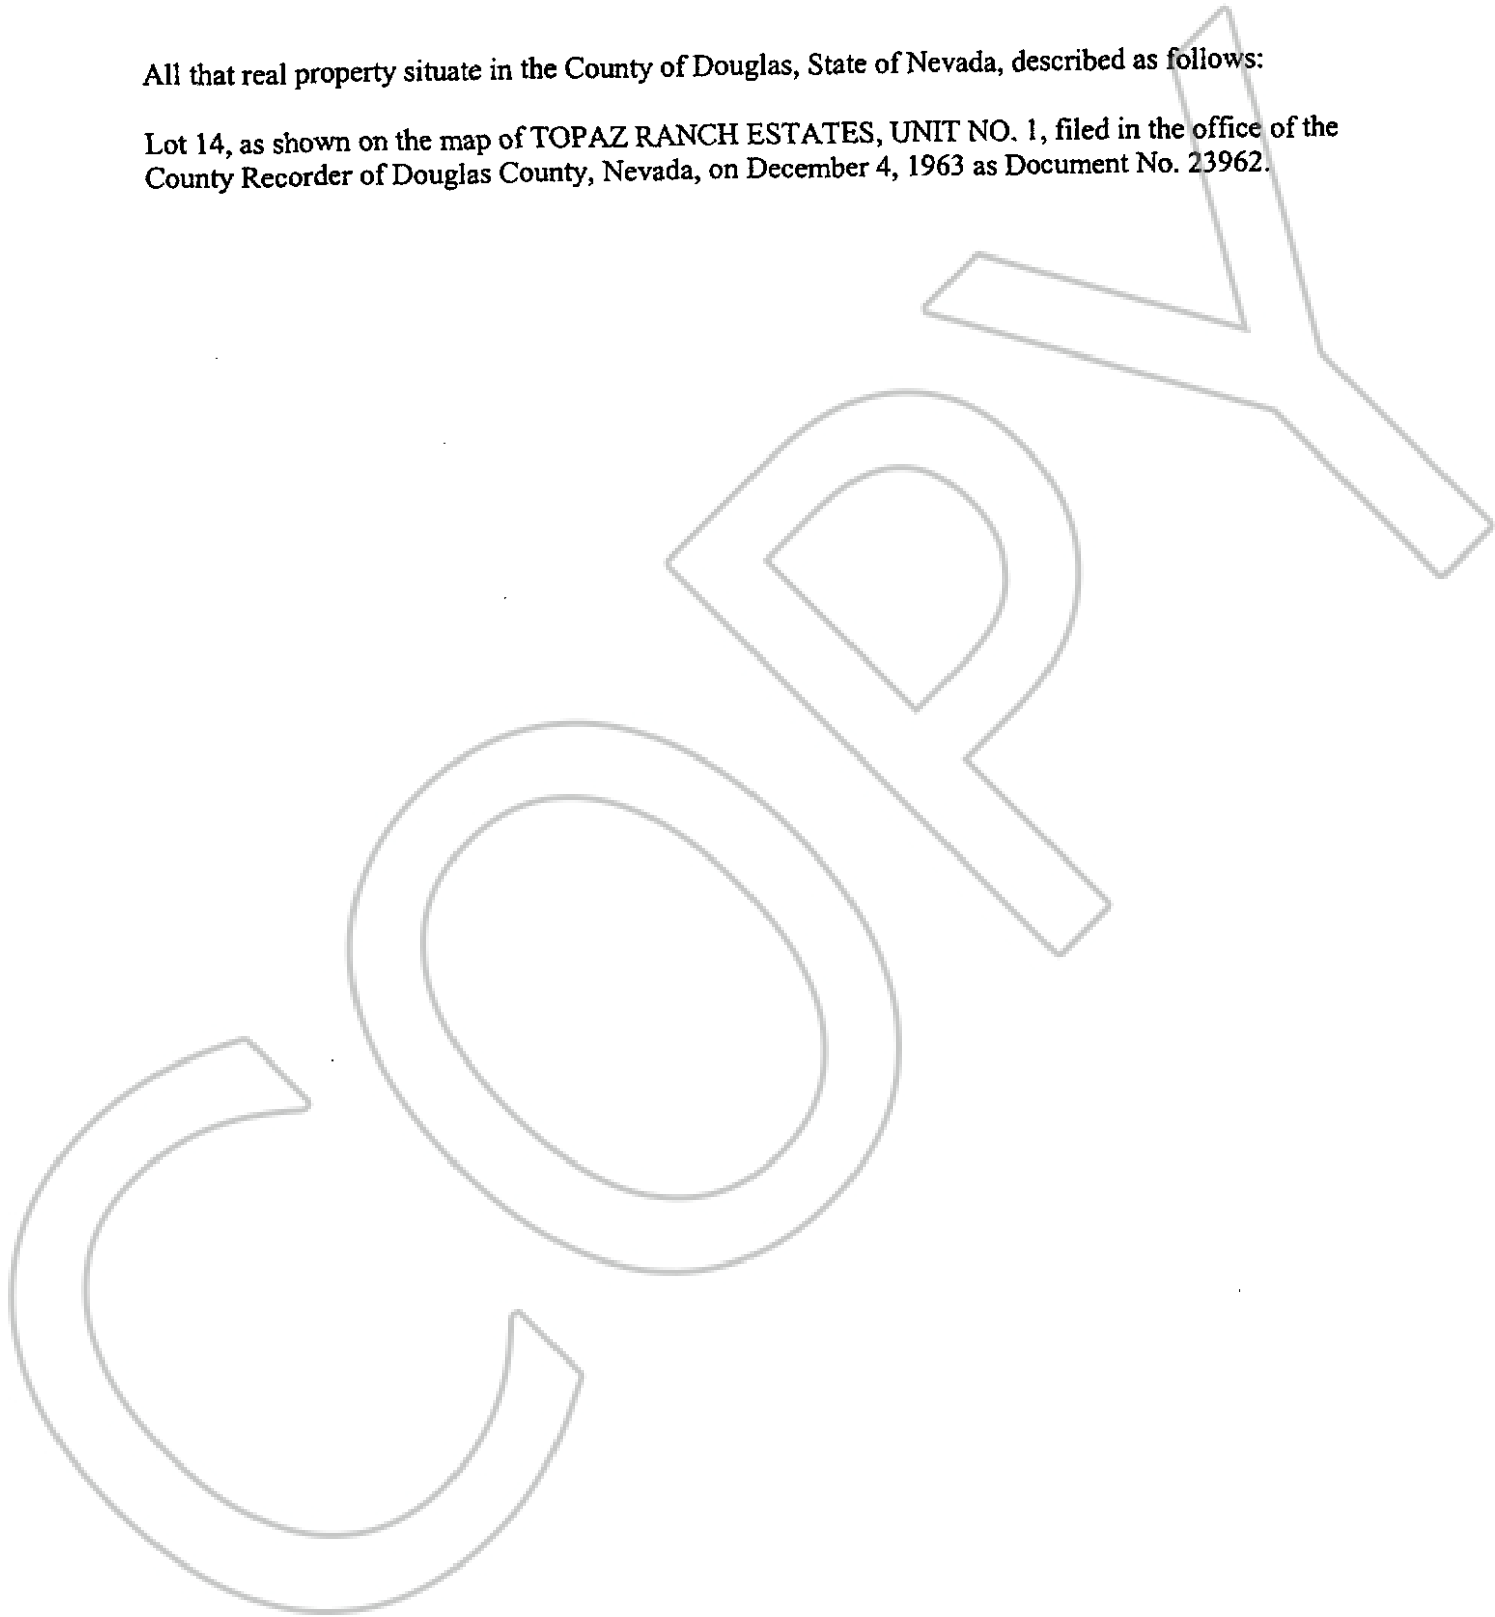 All that real property situate in the County of Douglas, State of Nevada, described as follows:
Lot 14, as shown on the map of TOPAZ RANCH ESTATES, UNIT NO. 1, filed in the office of the
County Recorder of Douglas County, Nevada, on December 4, 1963 as Document No. 23962.
COPY